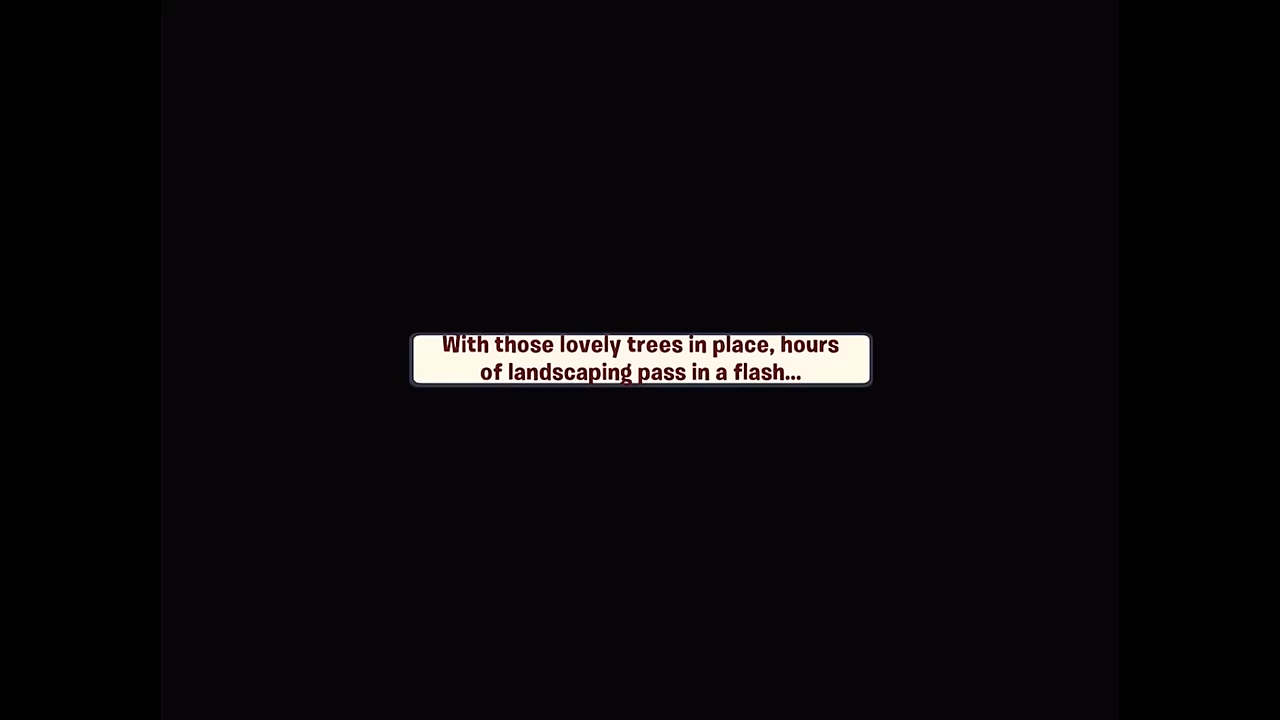 With those lovely trees in place, hours
of landscaping pass in a flash...